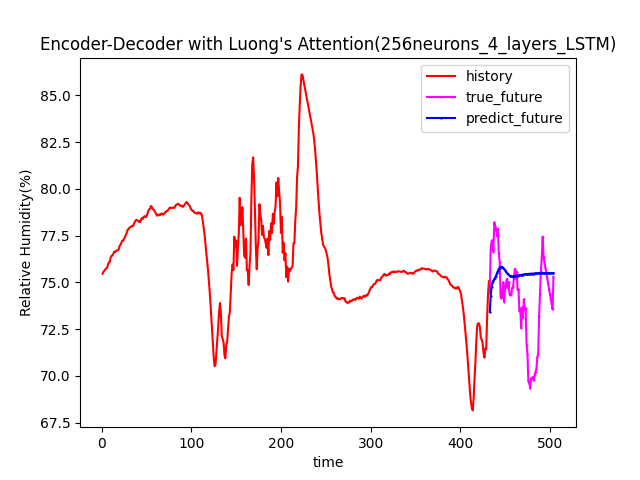 Encoder-Decoder with Luong's Attention(256neurons_4_layers_LSTM)
history
true_future
predict_future
Relative Humidity(%)
85.0
82.5
80.0
77.5
75.0
72.5
70.0
67.5
0 100 200 300 400 500
time